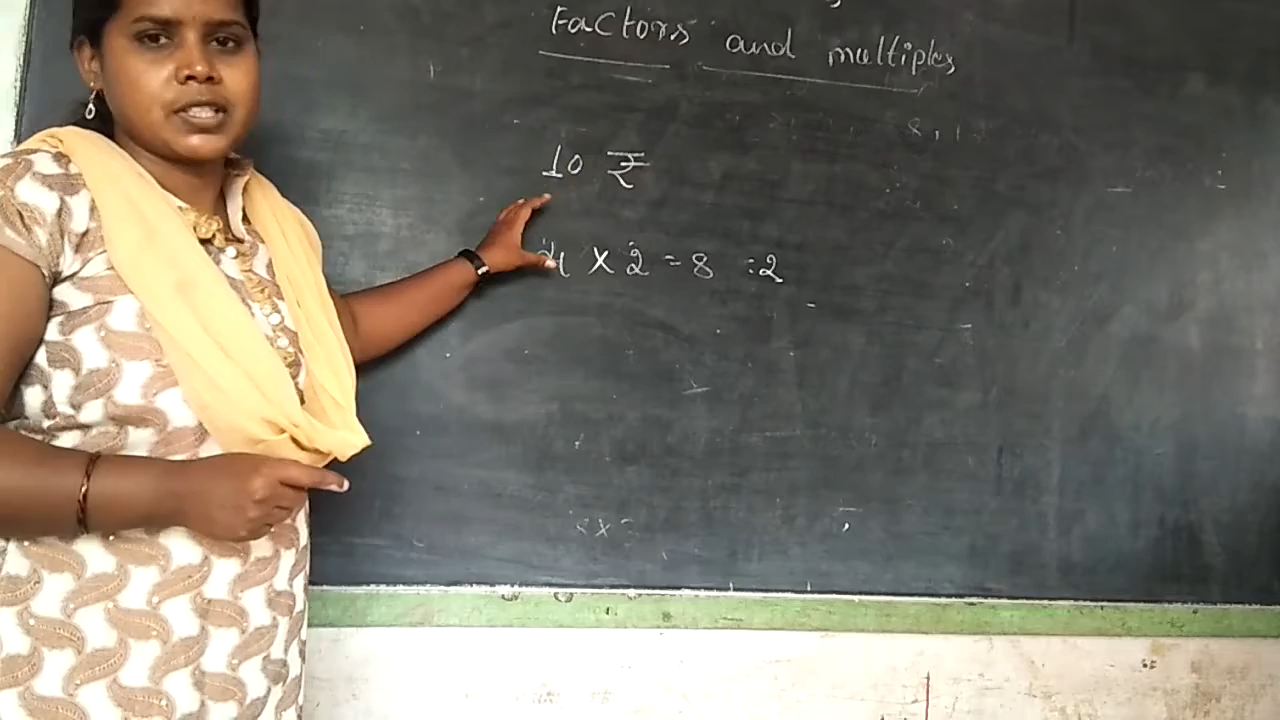 Factors and multiples
10 ₹
4 X 2 = 8 : 2